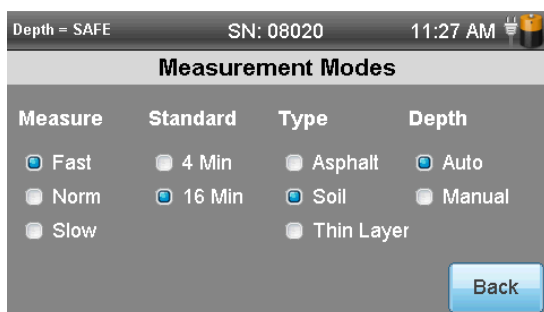 Depth = SAFE SN: 08020 11:27 AM
Measurement Modes
Measure Standard Type Depth
Fast 4 Min Asphalt Auto
Norm 16 Min Soil Manual
Slow Thin Layer
Back